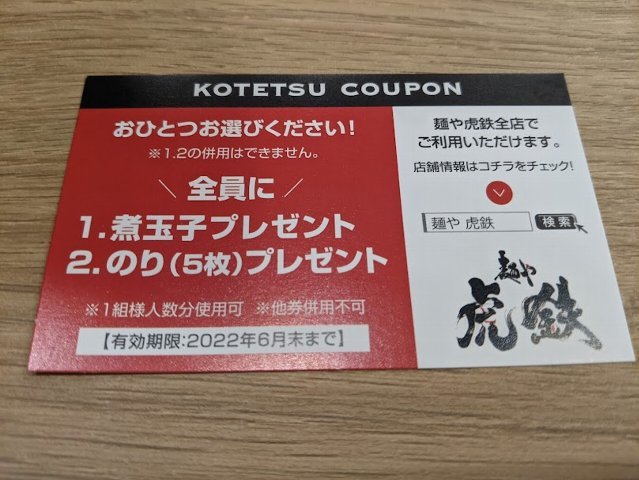 KOTETSU COUPON
おひとつお選びください!
※1.2の併用はできません。
＼ 全員に ／
1.煮玉子プレゼント
2.のり(5枚)プレゼント
※1組様人数分使用可 ※他券併用不可
【有効期限:2022年6月末まで】
麺や虎鉄全店で
ご利用いただけます。
店舗情報はコチラをチェック!
麺や 虎鉄 検索
麺や
虎鉄